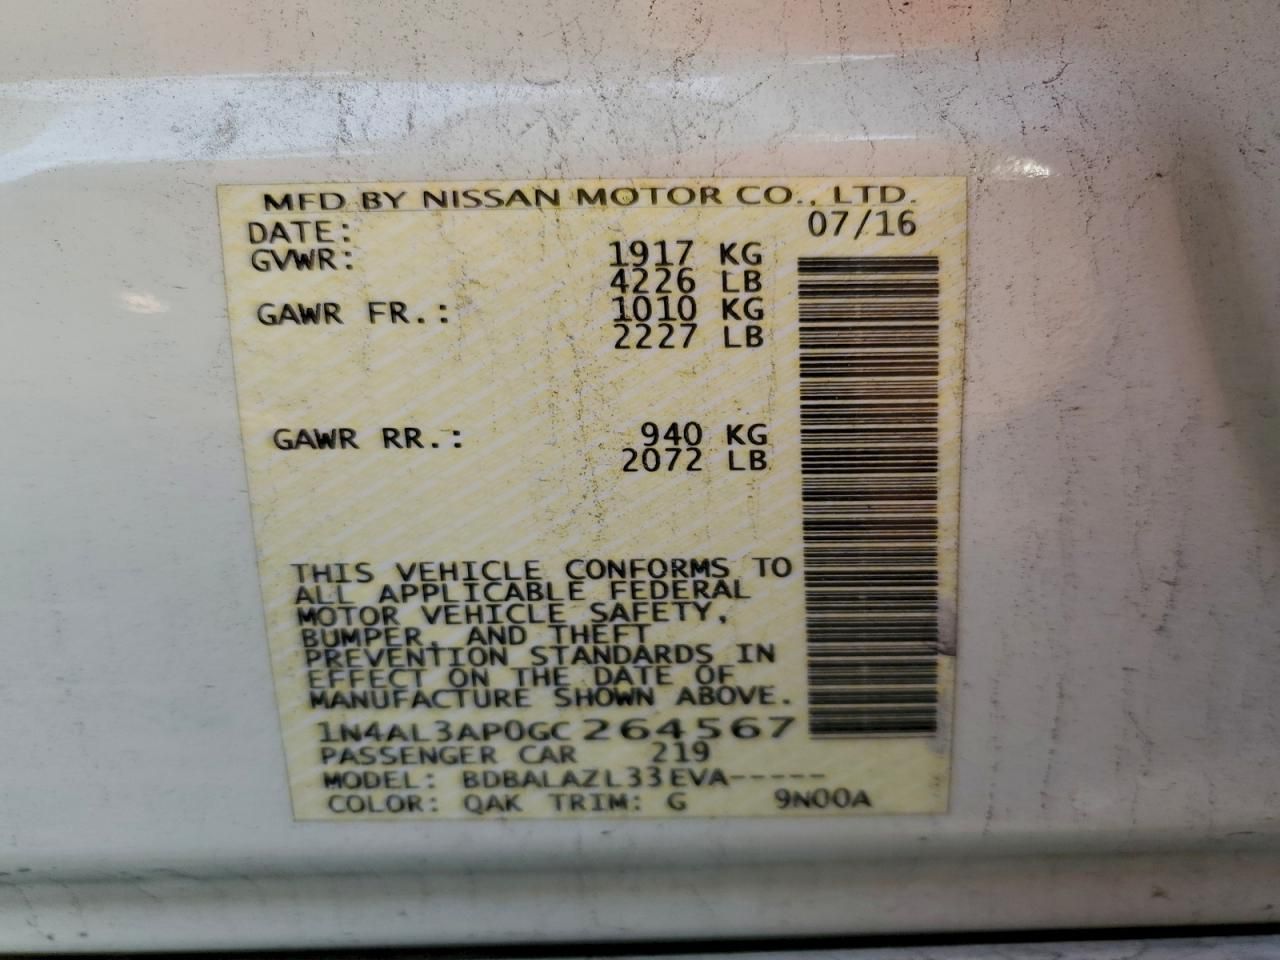 MFD BY NISSAN MOTOR CO., LTD.
DATE: 07/16
GVWR: 1917 KG
4226 LB
GAWR FR.: 1010 KG
2227 LB
GAWR RR.: 940 KG
2072 LB
THIS VEHICLE CONFORMS TO
ALL APPLICABLE FEDERAL
MOTOR VEHICLE SAFETY,
BUMPER, AND THEFT
PREVENTION STANDARDS IN
EFFECT ON THE DATE OF
MANUFACTURE SHOWN ABOVE.
1N4AL3AP0GC264567
PASSENGER CAR 219
MODEL: BDBALAZL33EVA-----
COLOR: QAK TRIM: G 9N00A